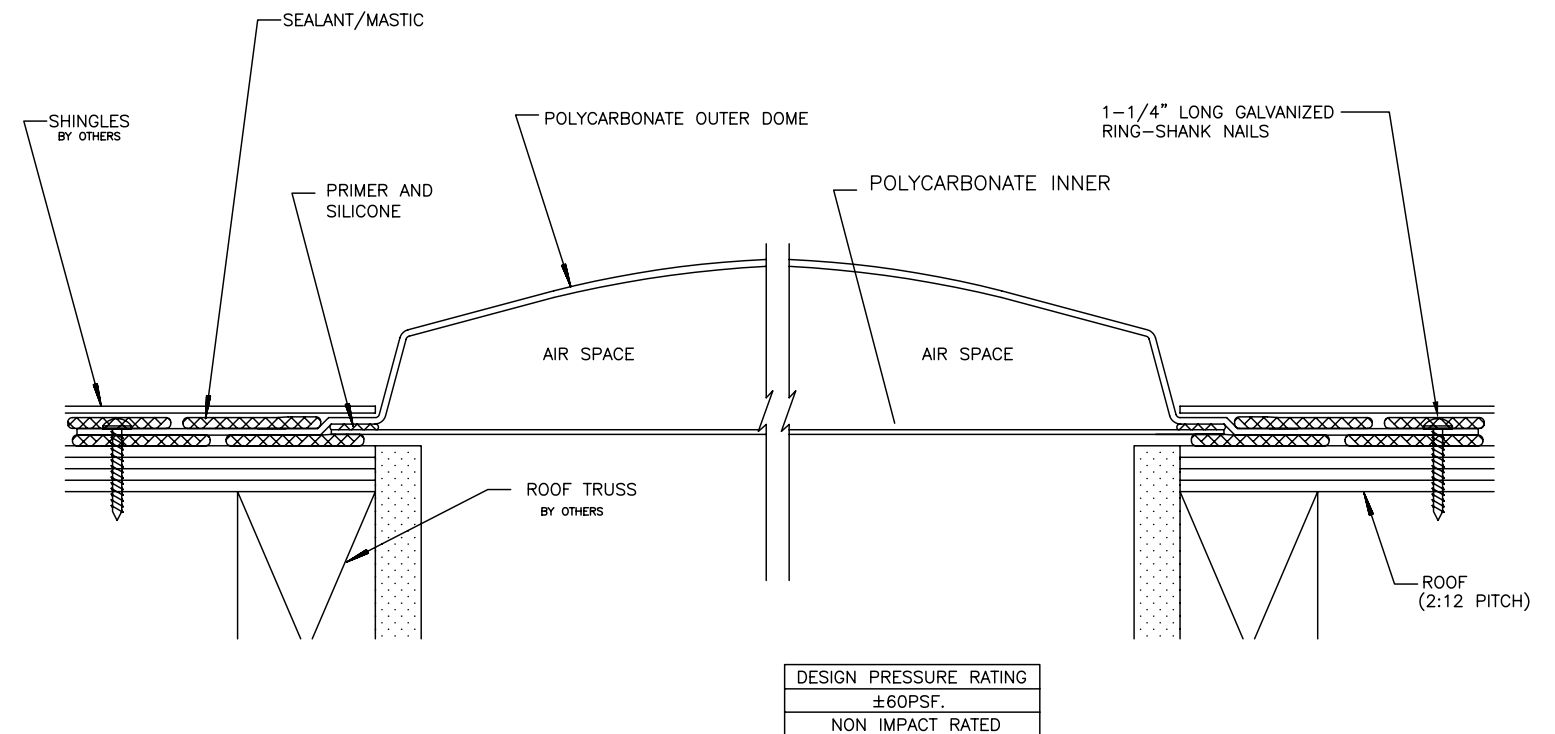 SEALANT/MASTIC
SHINGLES
BY OTHERS
POLYCARBONATE OUTER DOME
1-1/4" LONG GALVANIZED
RING-SHANK NAILS
PRIMER AND
SILICONE
POLYCARBONATE INNER
AIR SPACE
AIR SPACE
ROOF TRUSS
BY OTHERS
ROOF
(2:12 PITCH)
DESIGN PRESSURE RATING
±60PSF.
NON IMPACT RATED